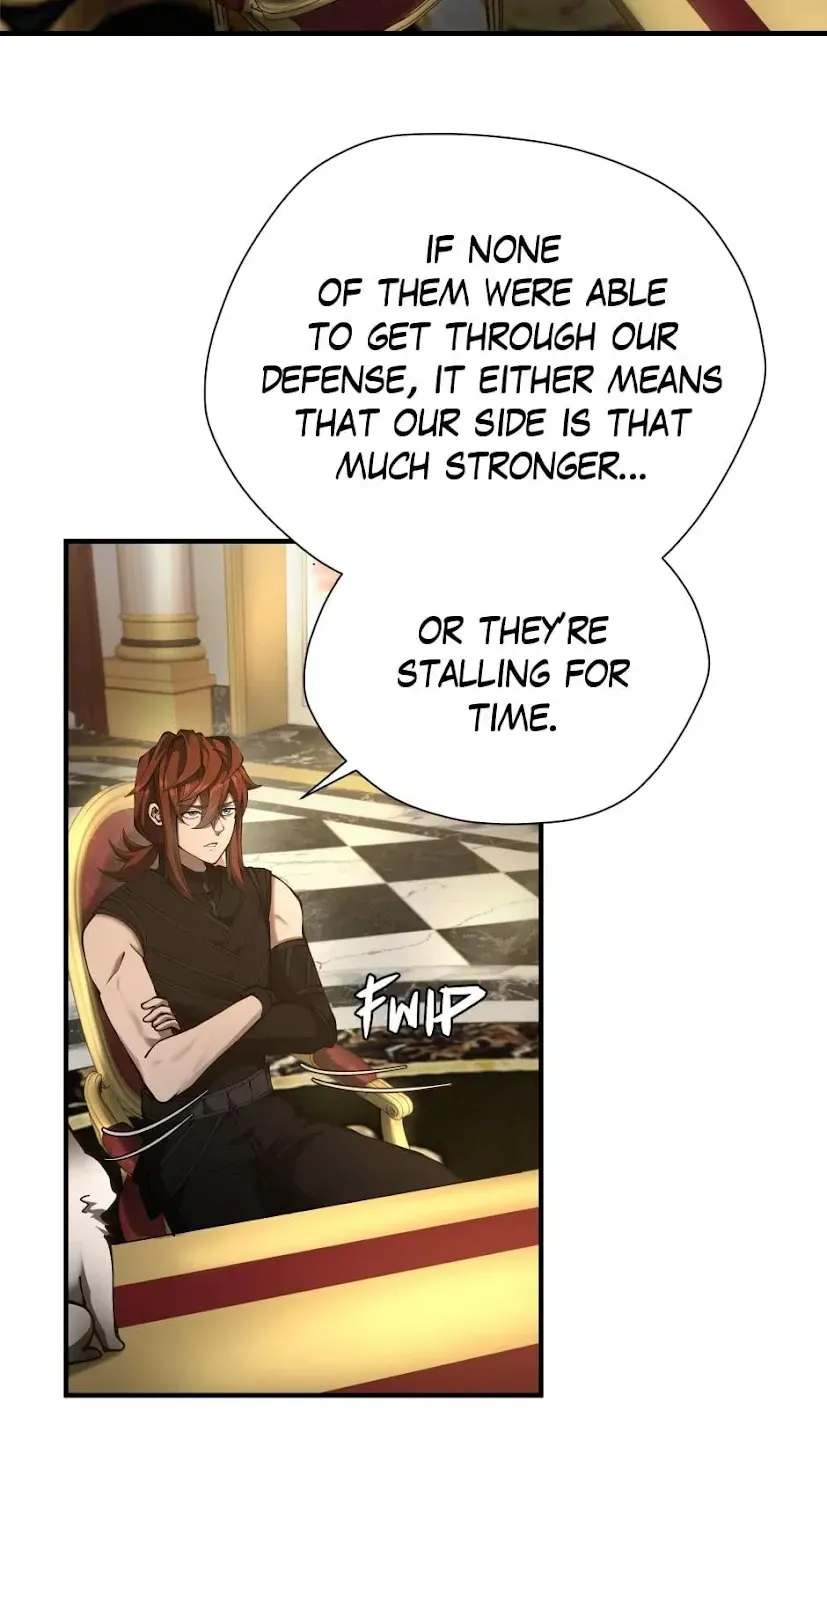 IF NONE
OF THEM WERE ABLE
TO GET THROUGH OUR
DEFENSE, IT EITHER MEANS
THAT OUR SIDE IS THAT
MUCH STRONGER...
OR THEY'RE
STALLING FOR
TIME.
FWIP